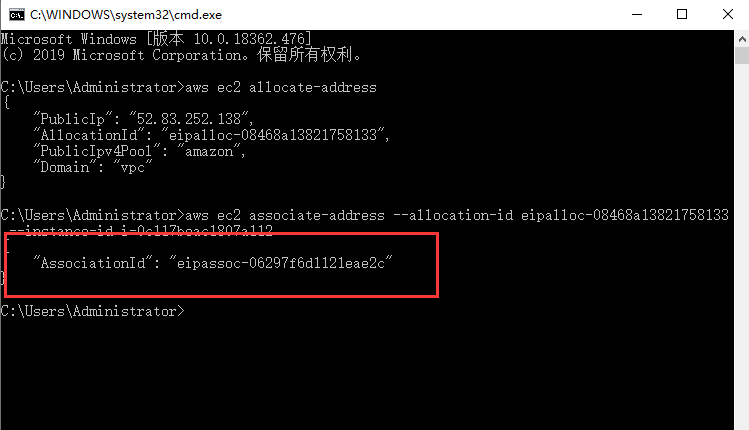 C:\WINDOWS\system32\cmd.exe
Microsoft Windows [版本 10.0.18362.476]
(c) 2019 Microsoft Corporation。保留所有权利。
C:\Users\Administrator>aws ec2 allocate-address
{
"PublicIp": "52.83.252.138",
"AllocationId": "eipalloc-08468a13821758133",
"PublicIpv4Pool": "amazon",
"Domain": "vpc"
}
C:\Users\Administrator>aws ec2 associate-address --allocation-id eipalloc-08468a13821758133
--instance-id
{
"AssociationId": "eipassoc-06297f6d1121eae2c"
}
C:\Users\Administrator>